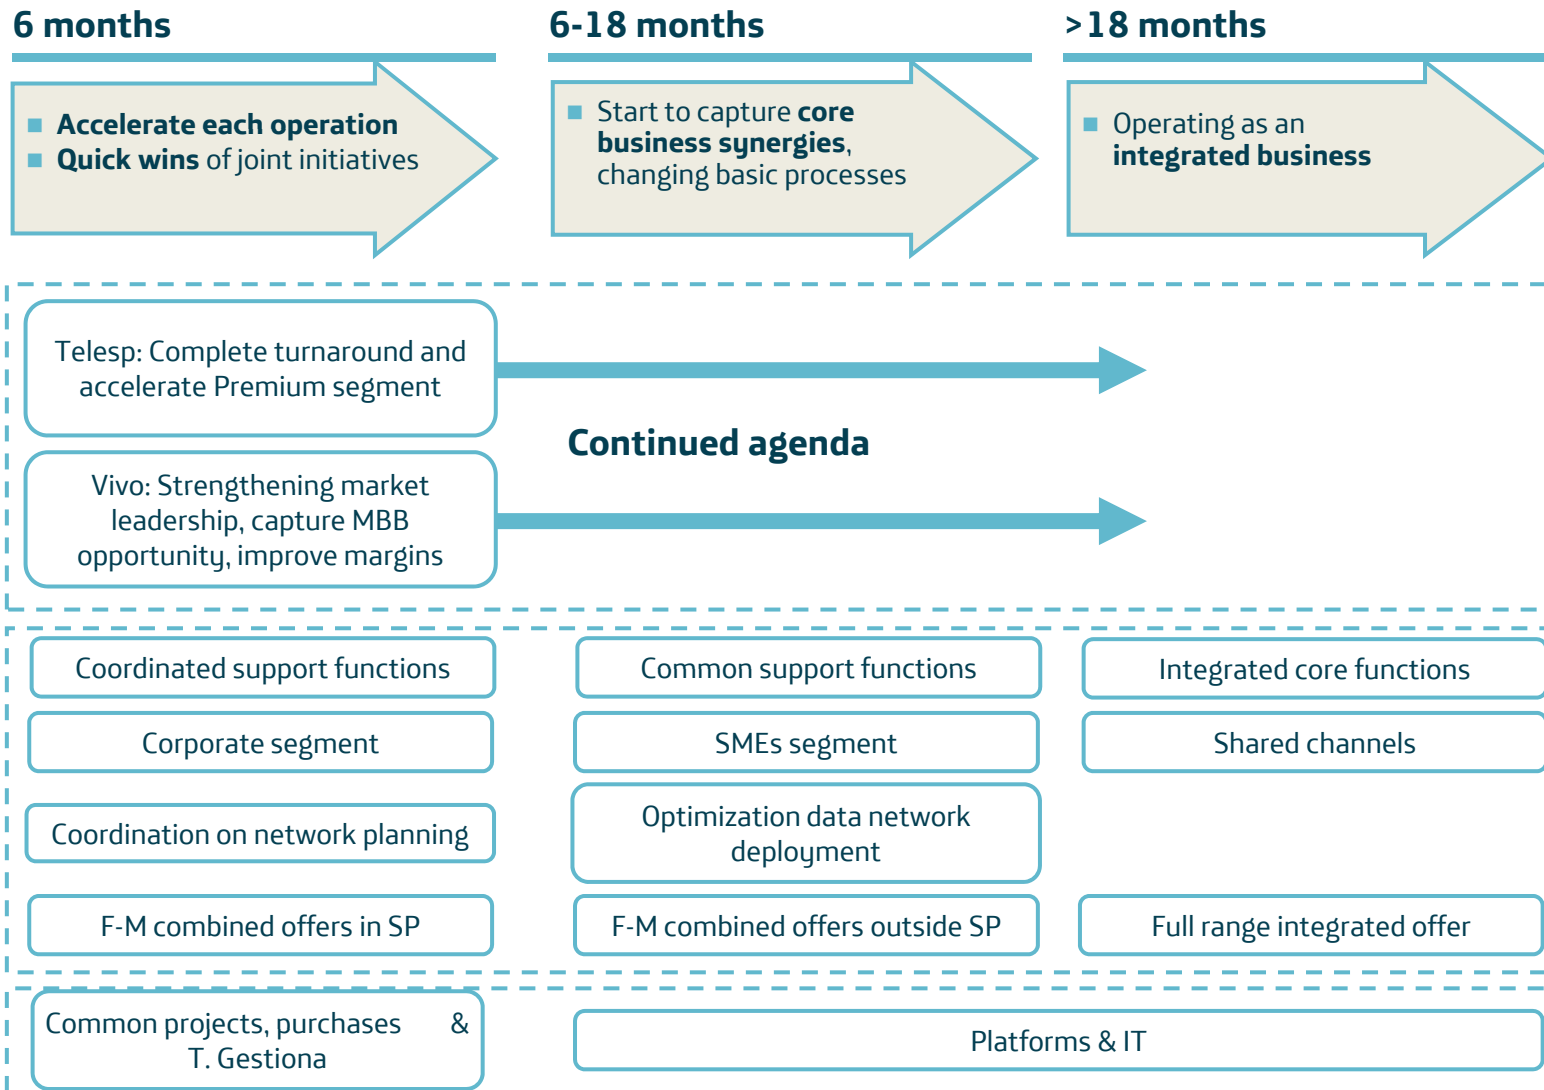 6 months
6-18 months
>18 months
Accelerate each operation
Quick wins of joint initiatives
Start to capture core
business synergies,
changing basic processes
Operating as an
integrated business
Telesp: Complete turnaround and
accelerate Premium segment
Continued agenda
Vivo: Strengthening market
leadership, capture MBB
opportunity, improve margins
Coordinated support functions
Common support functions
Integrated core functions
Corporate segment
SMEs segment
Shared channels
Coordination on network planning
Optimization data network
deployment
F-M combined offers in SP
F-M combined offers outside SP
Full range integrated offer
Common projects, purchases &
T. Gestiona
Platforms & IT